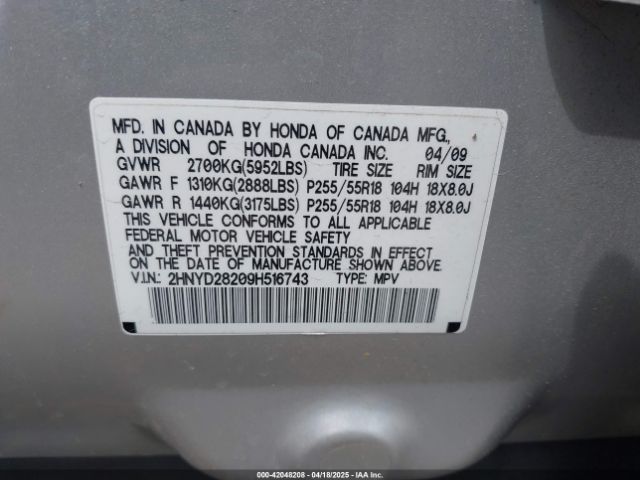 MFD. IN CANADA BY HONDA OF CANADA MFG.,
A DIVISION OF HONDA CANADA INC. 04/09
GVWR 2700KG(5952LBS) TIRE SIZE RIM SIZE
GAWR F 1310KG(2888LBS) P255/55R18 104H 18X8.0J
GAWR R 1440KG(3175LBS) P255/55R18 104H 18X8.0J
THIS VEHICLE CONFORMS TO ALL APPLICABLE
FEDERAL MOTOR VEHICLE SAFETY
AND THEFT PREVENTION STANDARDS IN EFFECT
ON THE DATE OF MANUFACTURE SHOWN ABOVE.
V.I.N.: 2HNYD28209H516743 TYPE: MPV
000-42048208 - 04/18/2025 - IAA Inc.